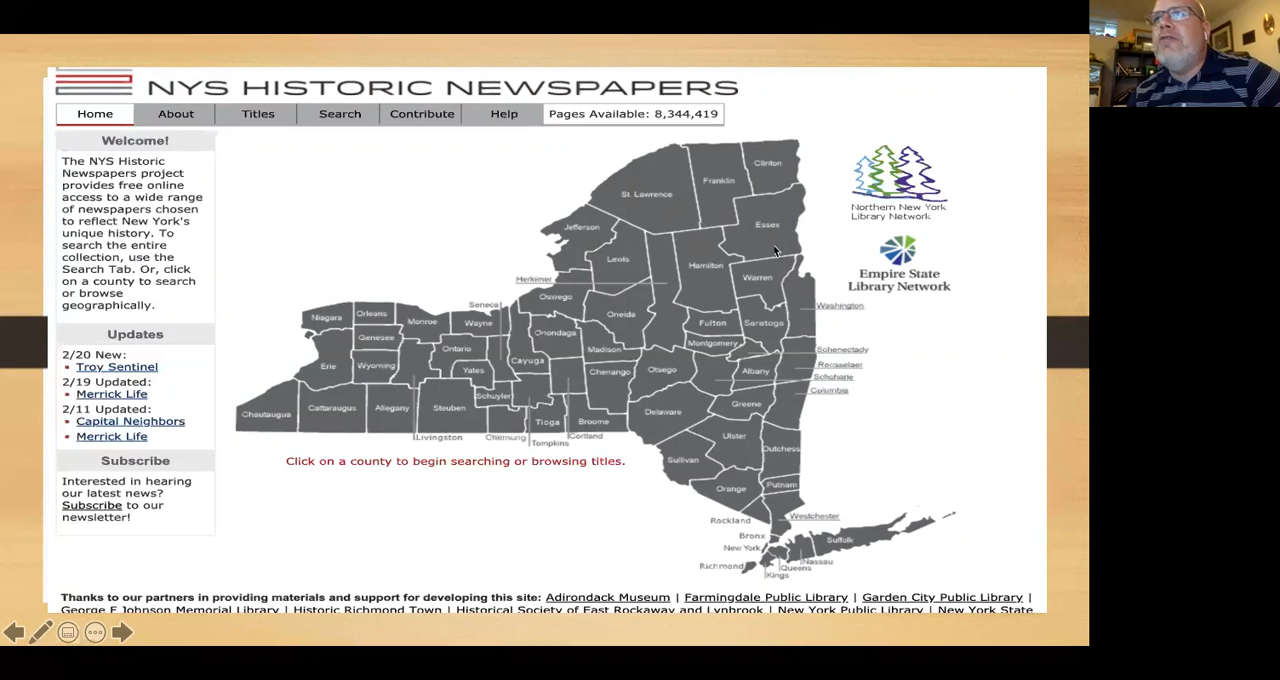 NYS HISTORIC NEWSPAPERS
Home
About
Titles
Search
Contribute
Help
Pages Available: 8,344,419
Welcome!
The NYS Historic
Newspapers project
provides free online
access to a wide range
of newspapers chosen
to reflect New York's
unique history. To
search the entire
collection, use the
Search Tab. Or, click
on a county to search
or browse
geographically.
Updates
2/20 New:
Troy Sentinel
2/19 Updated:
Merrick Life
2/11 Updated:
Capital Neighbors
Merrick Life
Subscribe
Interested in hearing
our latest news?
Subscribe to our
newsletter!
Clinton
Franklin
St. Lawrence
Essex
Jefferson
Lewis
Hamilton
Warren
Herkimer
Oswego
Seneca
Washington
Niagara
Orleans
Monroe
Wayne
Oneida
Fulton
Saratoga
Genesee
Onondaga
Montgomery
Ontario
Madison
Schenectady
Erie
Wyoming
Yates
Cayuga
Chenango
Otsego
Albany
Rensselaer
Schoharie
Columbia
Schuyler
Chautauqua
Cattaraugus
Allegany
Steuben
Tioga
Broome
Delaware
Greene
Livingston
Chemung
Tompkins
Cortland
Ulster
Dutchess
Sullivan
Orange
Putnam
Rockland
Westchester
Bronx
New York
Suffolk
Richmond
Queens
Nassau
Kings
Click on a county to begin searching or browsing titles.
Northern New York
Library Network
Empire State
Library Network
Thanks to our partners in providing materials and support for developing this site: Adirondack Museum | Farmingdale Public Library | Garden City Public Library |
George F Johnson Memorial Library | Historic Richmond Town | Historical Society of East Rockaway and Lynbrook | New York Public Library | New York State